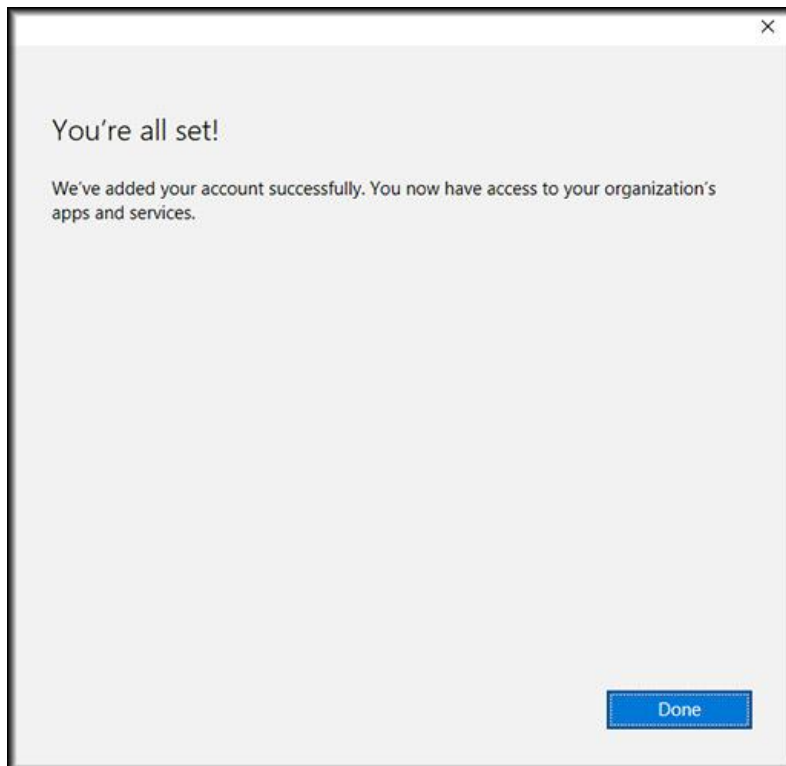 You’re all set!
We’ve added your account successfully. You now have access to your organization’s
apps and services.
Done